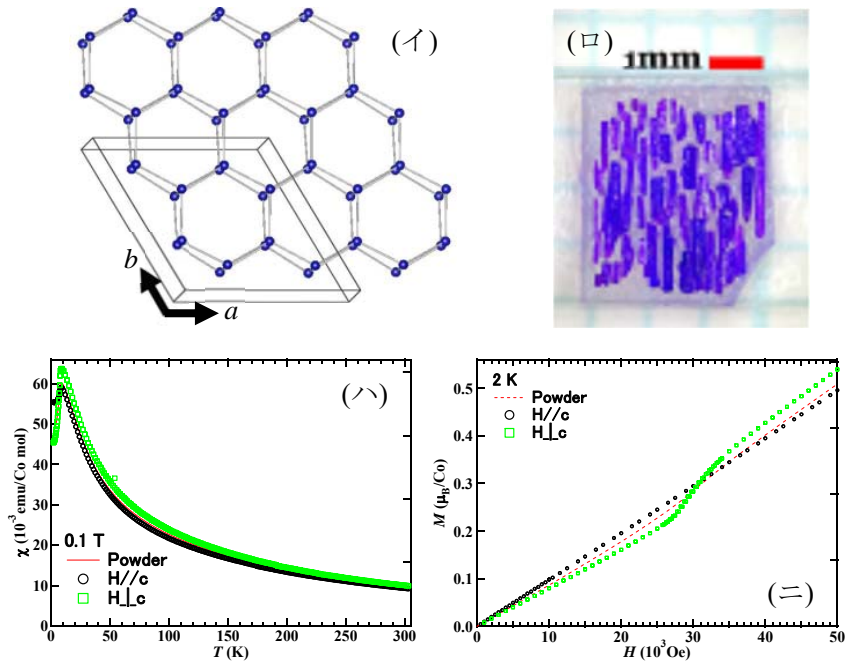 (イ)
b
a
(ロ)
1mm
(ハ)
60
50
40
30
20
10
0
χ (10⁻³ emu/Co mol)
0.1 T
Powder
H//c
H⊥c
0
50
100
150
200
250
300
T (K)
2 K
Powder
H//c
H⊥c
0.5
0.4
0.3
0.2
0.1
0.0
M (μB/Co)
(ニ)
0
10
20
30
40
50
H (10³Oe)